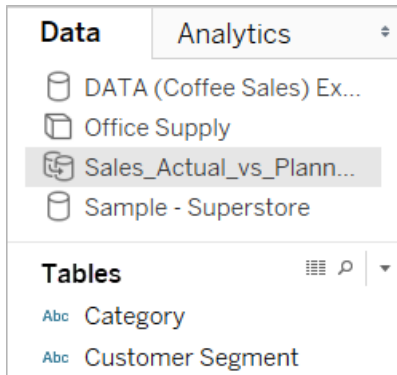 Data Analytics
DATA (Coffee Sales) Ex...
Office Supply
Sales_Actual_vs_Plann...
Sample - Superstore
Tables
Abc Category
Abc Customer Segment